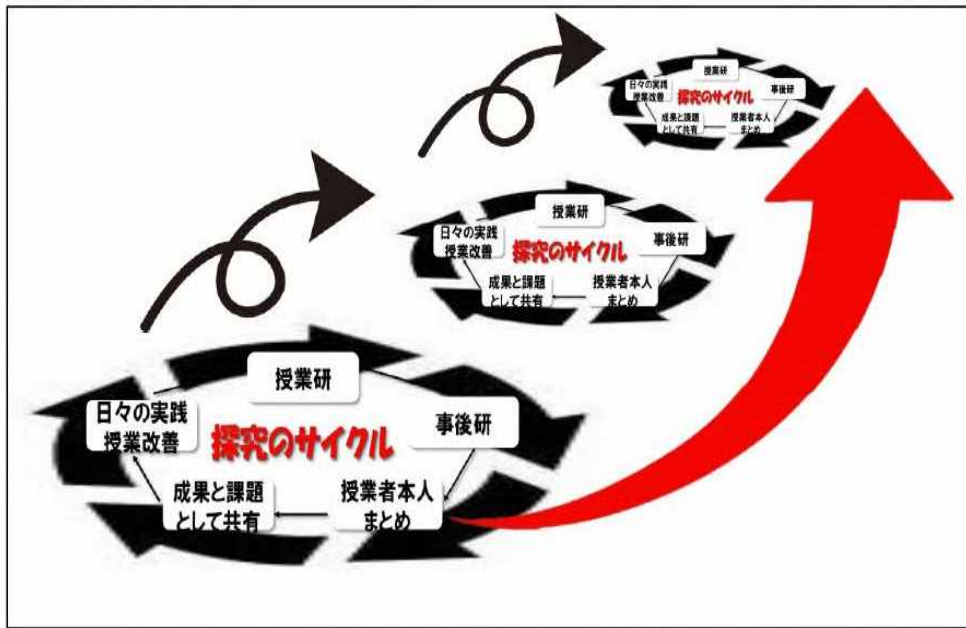 授業研
日々の実践
授業改善
探究のサイクル
事後研
成果と課題
として共有
授業者本人
まとめ
授業研
日々の実践
授業改善
探究のサイクル
事後研
成果と課題
として共有
授業者本人
まとめ
授業研
日々の実践
授業改善
探究のサイクル
事後研
成果と課題
として共有
授業者本人
まとめ